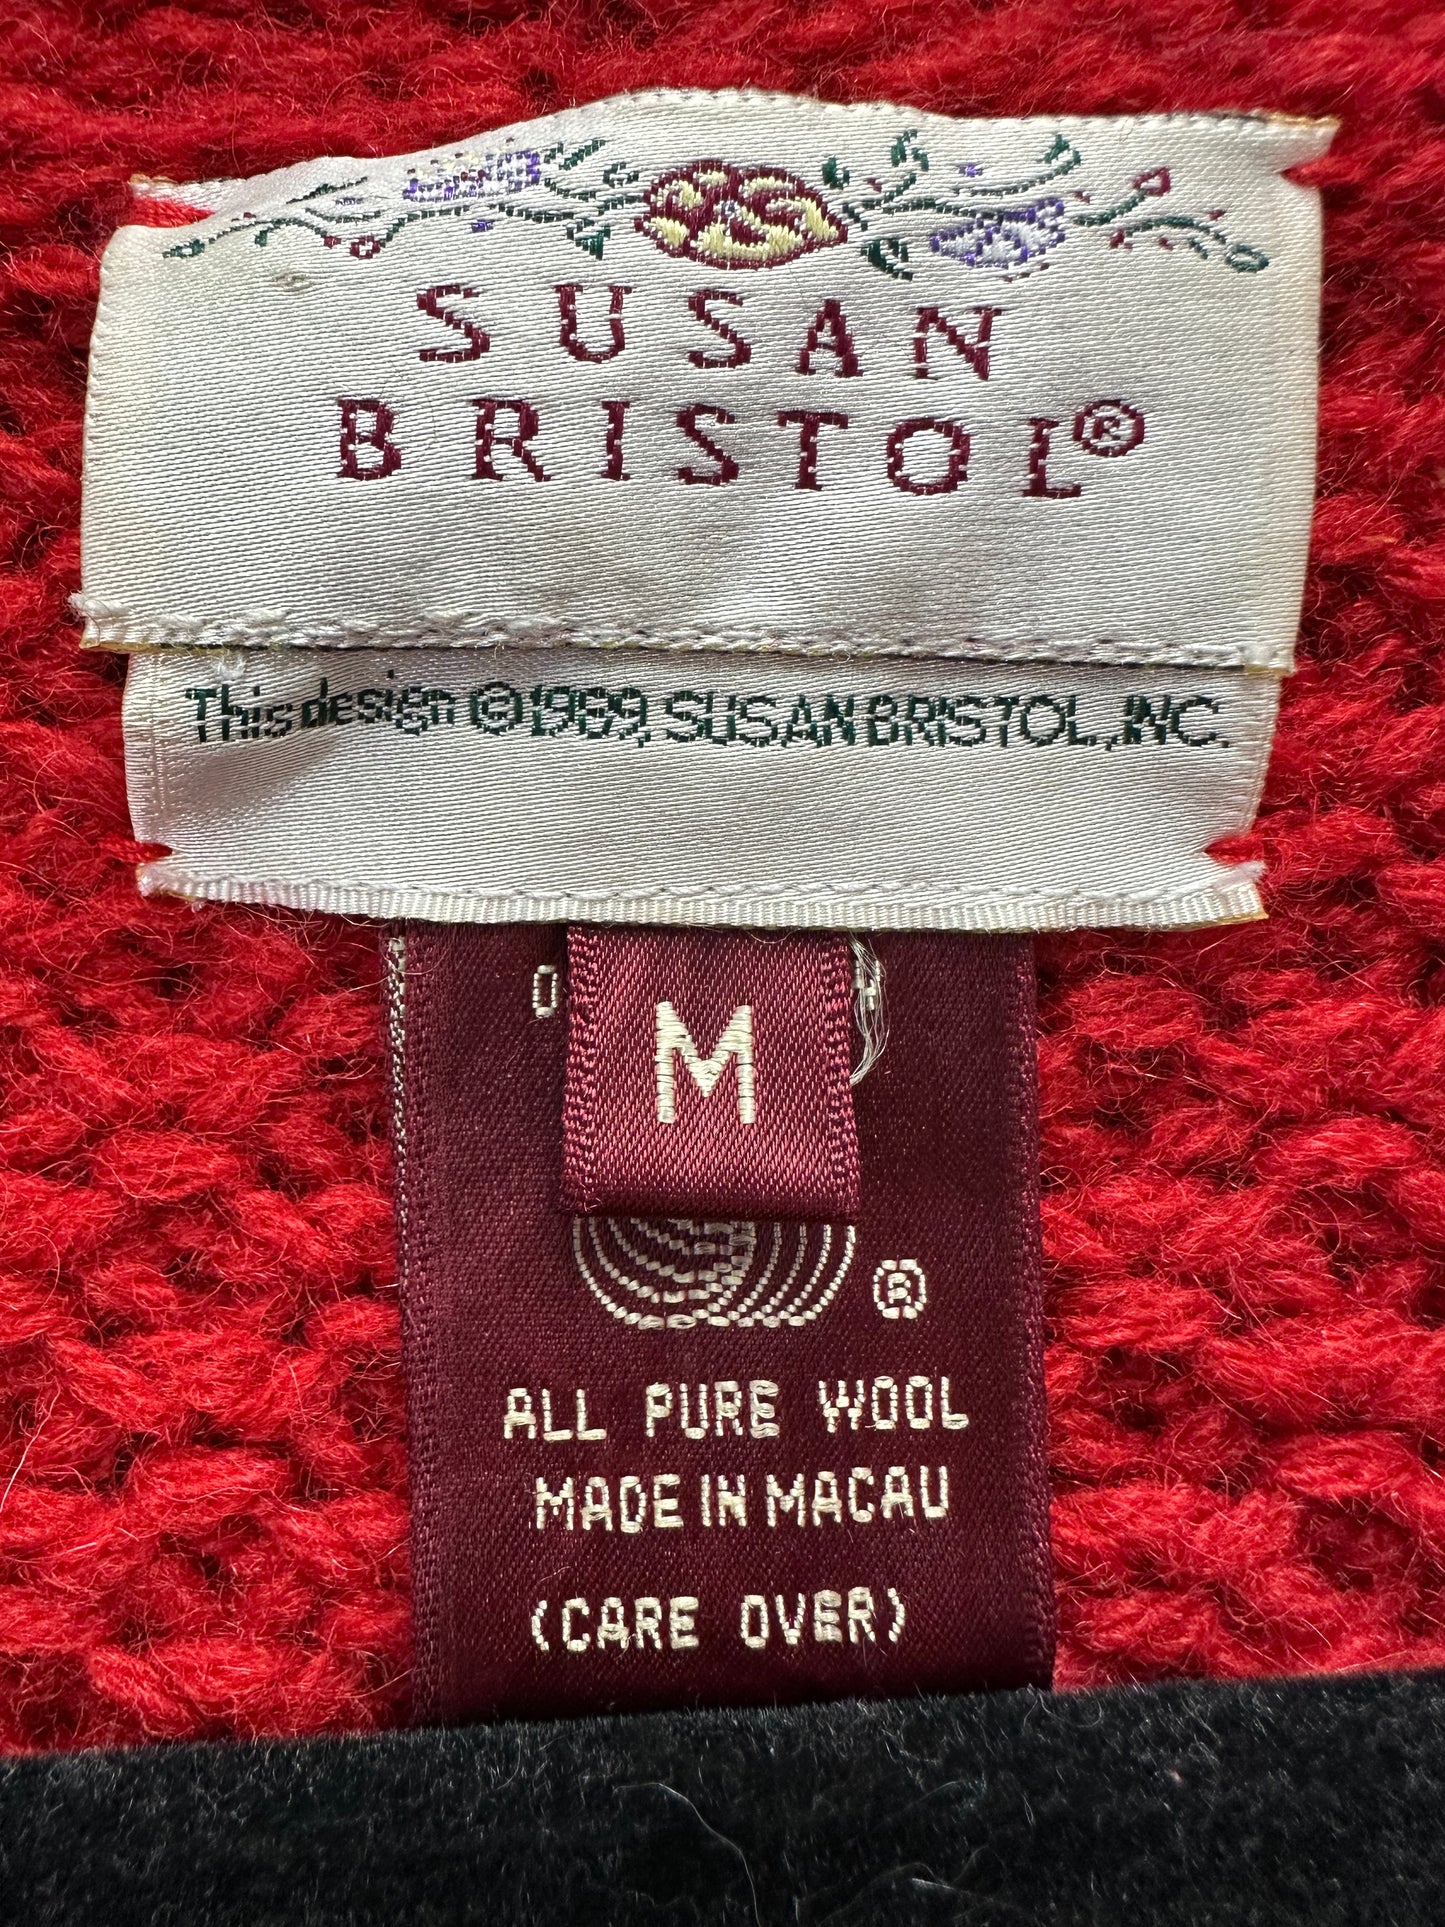 SUSAN
BRISTOL®
This design © 1989, SUSAN BRISTOL, INC.
M
®
ALL PURE WOOL
MADE IN MACAU
(CARE OVER)